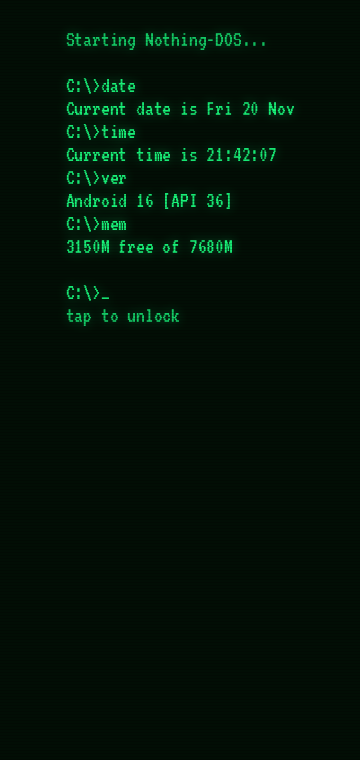 Starting Nothing-DOS...
C:\>date
Current date is Fri 20 Nov
C:\>time
Current time is 21:42:07
C:\>ver
Android 16 [API 36]
C:\>mem
3150M free of 7680M
C:\>_
tap to unlock